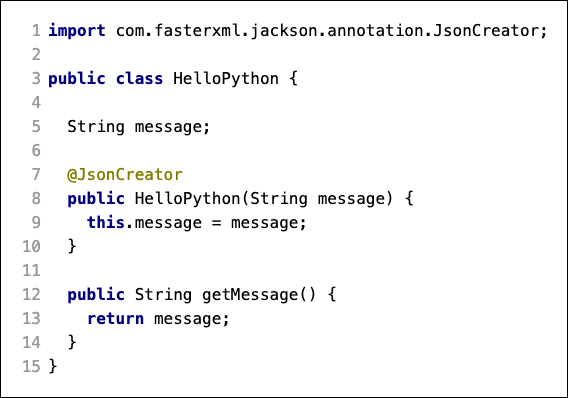 1 import com.fasterxml.jackson.annotation.JsonCreator;
2
3 public class HelloPython {
4
5   String message;
6
7   @JsonCreator
8   public HelloPython(String message) {
9     this.message = message;
10   }
11
12   public String getMessage() {
13     return message;
14   }
15 }